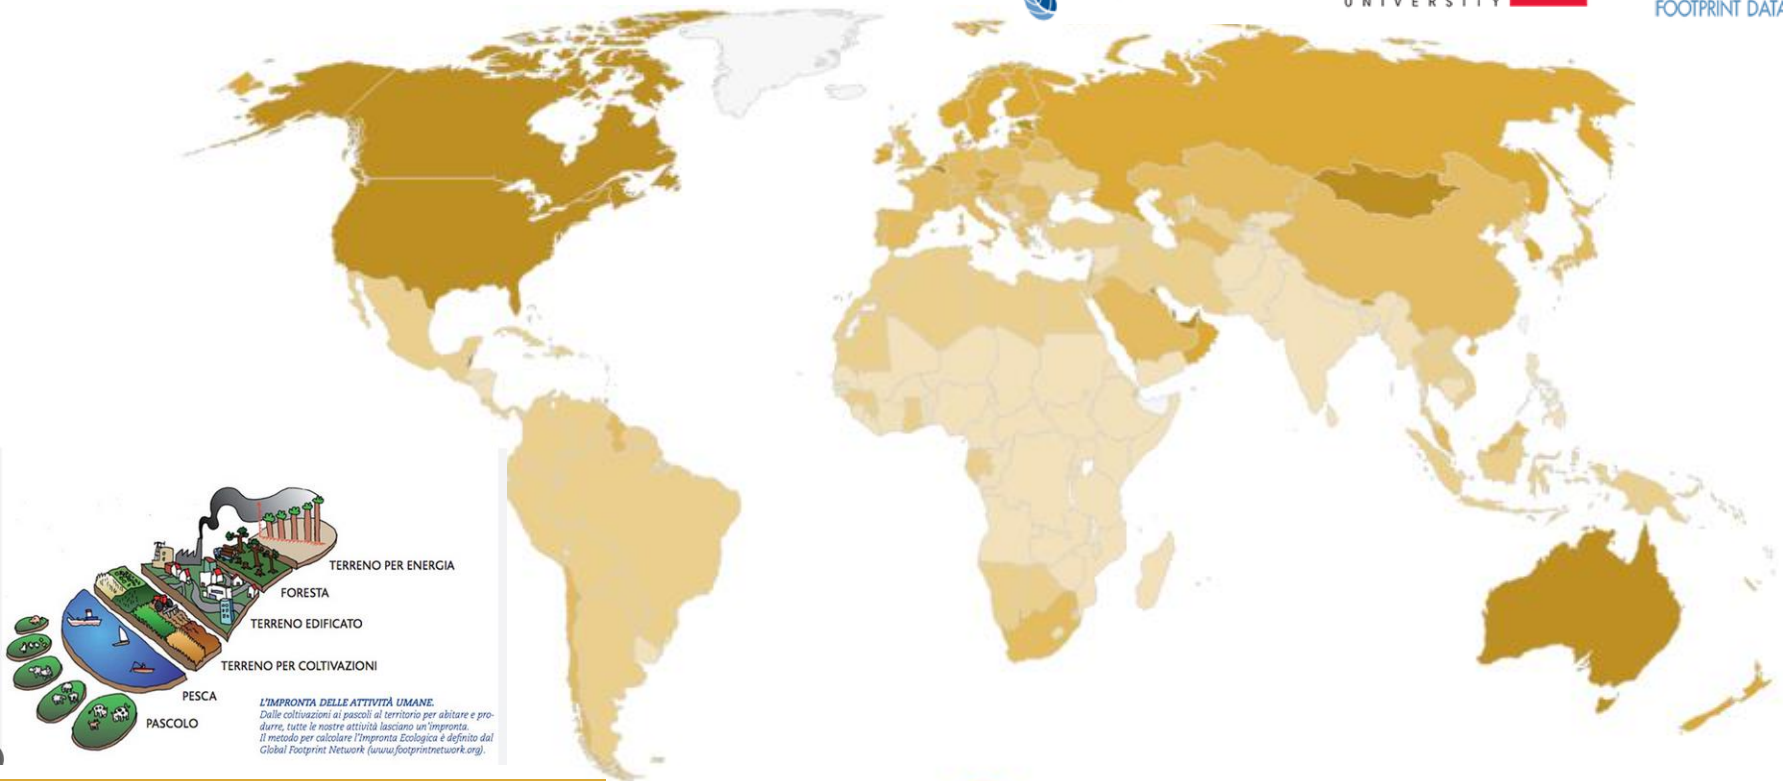 UNIVERSITY
FOOTPRINT DATA
TERRENO PER ENERGIA
FORESTA
TERRENO EDIFICATO
TERRENO PER COLTIVAZIONI
PESCA
PASCOLO
L'IMPRONTA DELLE ATTIVITÀ UMANE.
Dalle coltivazioni ai pascoli al territorio per abitare e pro-
durre, tutte le nostre attività lasciano un'impronta.
Il metodo per calcolare l'Impronta Ecologica è definito dal
Global Footprint Network (www.footprintnetwork.org).